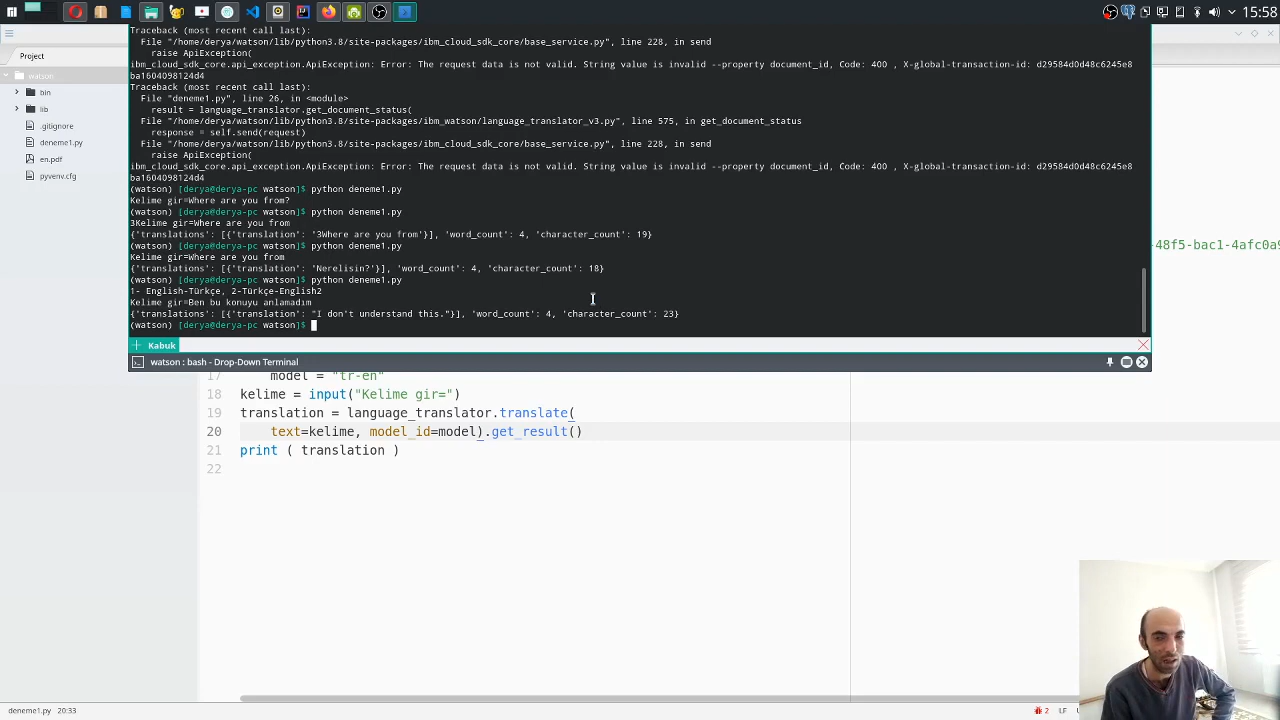 15:58
Project
Traceback (most recent call last):
File "/home/derya/watson/lib/python3.8/site-packages/ibm_cloud_sdk_core/base_service.py", line 228, in send
raise ApiException(
ibm_cloud_sdk_core.api_exception.ApiException: Error: The request data is not valid. String value is invalid --property document_id, Code: 400 , X-global-transaction-id: d29584d0d48c6245e8
ba1604098124d4
Traceback (most recent call last):
File "deneme1.py", line 26, in <module>
result = language_translator.get_document_status(
File "/home/derya/watson/lib/python3.8/site-packages/ibm_watson/language_translator_v3.py", line 575, in get_document_status
response = self.send(request)
File "/home/derya/watson/lib/python3.8/site-packages/ibm_cloud_sdk_core/base_service.py", line 228, in send
raise ApiException(
ibm_cloud_sdk_core.api_exception.ApiException: Error: The request data is not valid. String value is invalid --property document_id, Code: 400 , X-global-transaction-id: d29584d0d48c6245e8
ba1604098124d4
(watson) [derya@derya-pc watson]$ python deneme1.py
Kelime gir=Where are you from?
(watson) [derya@derya-pc watson]$ python deneme1.py
3Kelime gir=Where are you from
{'translations': [{'translation': '3Where are you from'}], 'word_count': 4, 'character_count': 19}
(watson) [derya@derya-pc watson]$ python deneme1.py
Kelime gir=Where are you from
{'translations': [{'translation': 'Nerelisin?'}], 'word_count': 4, 'character_count': 18}
(watson) [derya@derya-pc watson]$ python deneme1.py
1- English-Türkçe, 2-Türkçe-English2
Kelime gir=Ben bu konuyu anlamadım
{'translations': [{'translation': "I don't understand this."}], 'word_count': 4, 'character_count': 23}
(watson) [derya@derya-pc watson]$
Kabuk
watson : bash - Drop-Down Terminal
watson
bin
lib
.gitignore
deneme1.py
en.pdf
pyvenv.cfg
-48f5-bac1-4afc0a9
17 model = "tr-en"
18 kelime = input("Kelime gir=")
19 translation = language_translator.translate(
20 text=kelime, model_id=model).get_result()
21 print ( translation )
22
deneme1.py 20:33
2 LF